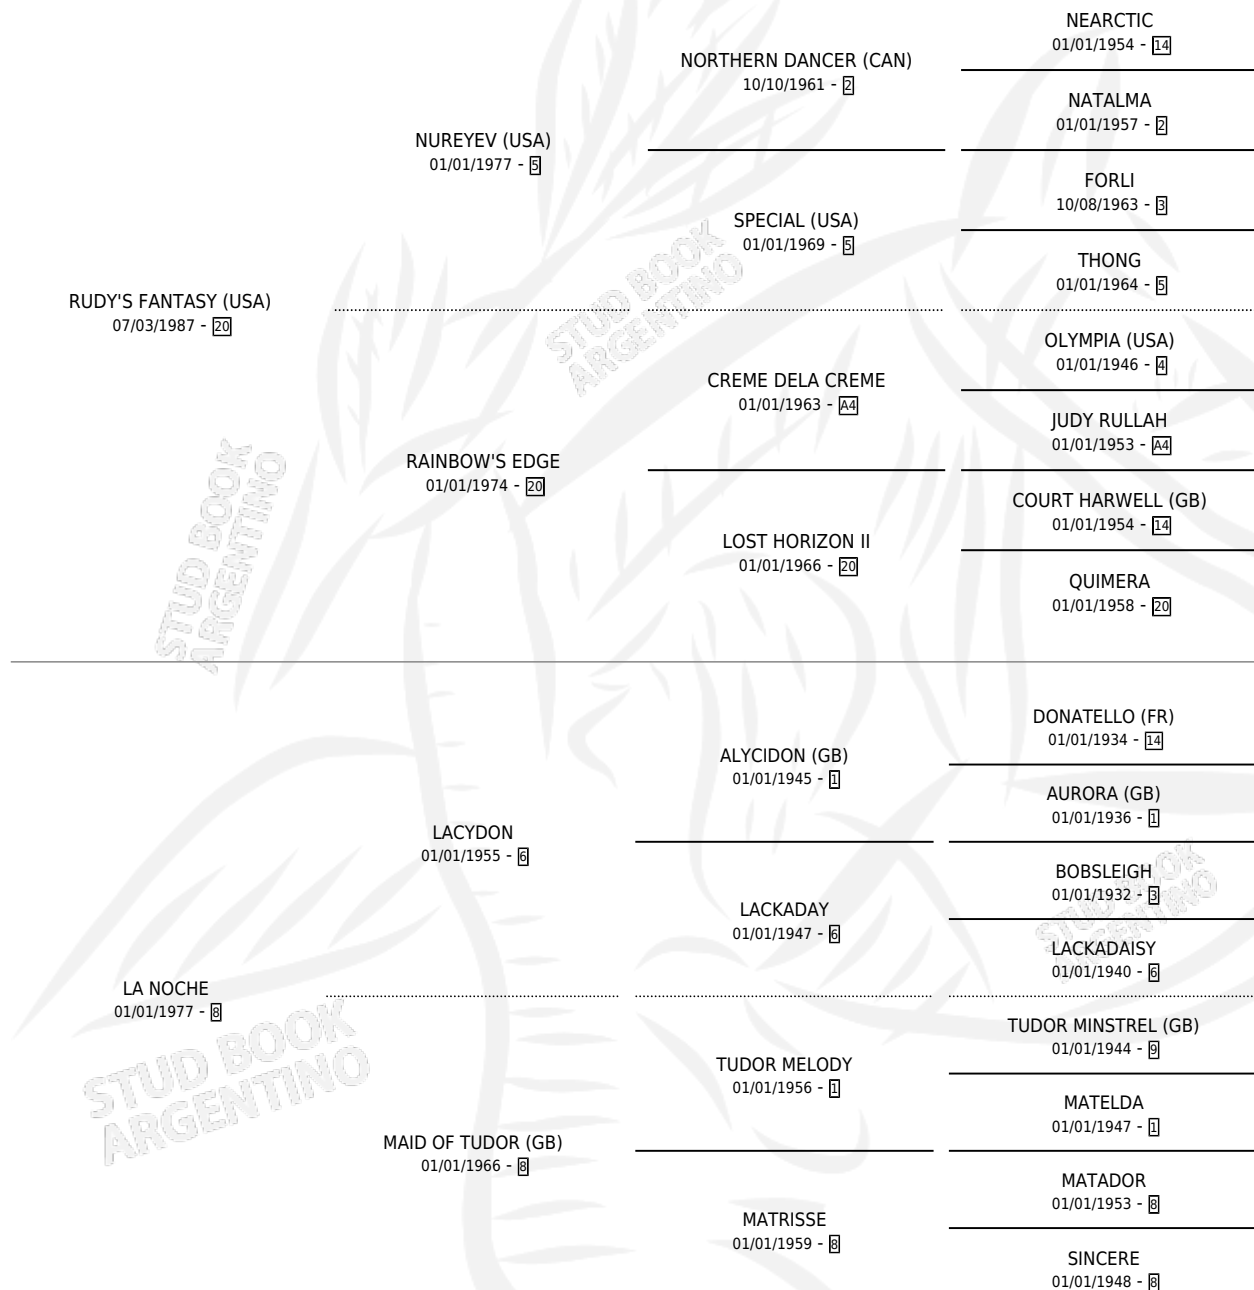 NEARCTIC
01/01/1954 - 14
NORTHERN DANCER (CAN)
10/10/1961 - 2
NATALMA
01/01/1957 - 2
NUREYEV (USA)
01/01/1977 - 5
FORLI
10/08/1963 - 3
SPECIAL (USA)
01/01/1969 - 5
THONG
01/01/1964 - 5
RUDY'S FANTASY (USA)
07/03/1987 - 20
OLYMPIA (USA)
01/01/1946 - 4
CREME DELA CREME
01/01/1963 - A4
JUDY RULLAH
01/01/1953 - A4
RAINBOW'S EDGE
01/01/1974 - 20
COURT HARWELL (GB)
01/01/1954 - 14
LOST HORIZON II
01/01/1966 - 20
QUIMERA
01/01/1958 - 20
STUD BOOK
ARGENTINO
STUD BOOK
ARGENTINO
DONATELLO (FR)
01/01/1934 - 14
ALYCIDON (GB)
01/01/1945 - 1
AURORA (GB)
01/01/1936 - 1
LACYDON
01/01/1955 - 6
BOBSLEIGH
01/01/1932 - 3
LACKADAY
01/01/1947 - 6
LACKADAISY
01/01/1940 - 6
LA NOCHE
01/01/1977 - 8
TUDOR MINSTREL (GB)
01/01/1944 - 9
TUDOR MELODY
01/01/1956 - 1
MATELDA
01/01/1947 - 1
MAID OF TUDOR (GB)
01/01/1966 - 8
MATADOR
01/01/1953 - 8
MATRISSE
01/01/1959 - 8
SINCERE
01/01/1948 - 8
STUD BOOK
ARGENTINO
STUD BOOK
ARGENTINO